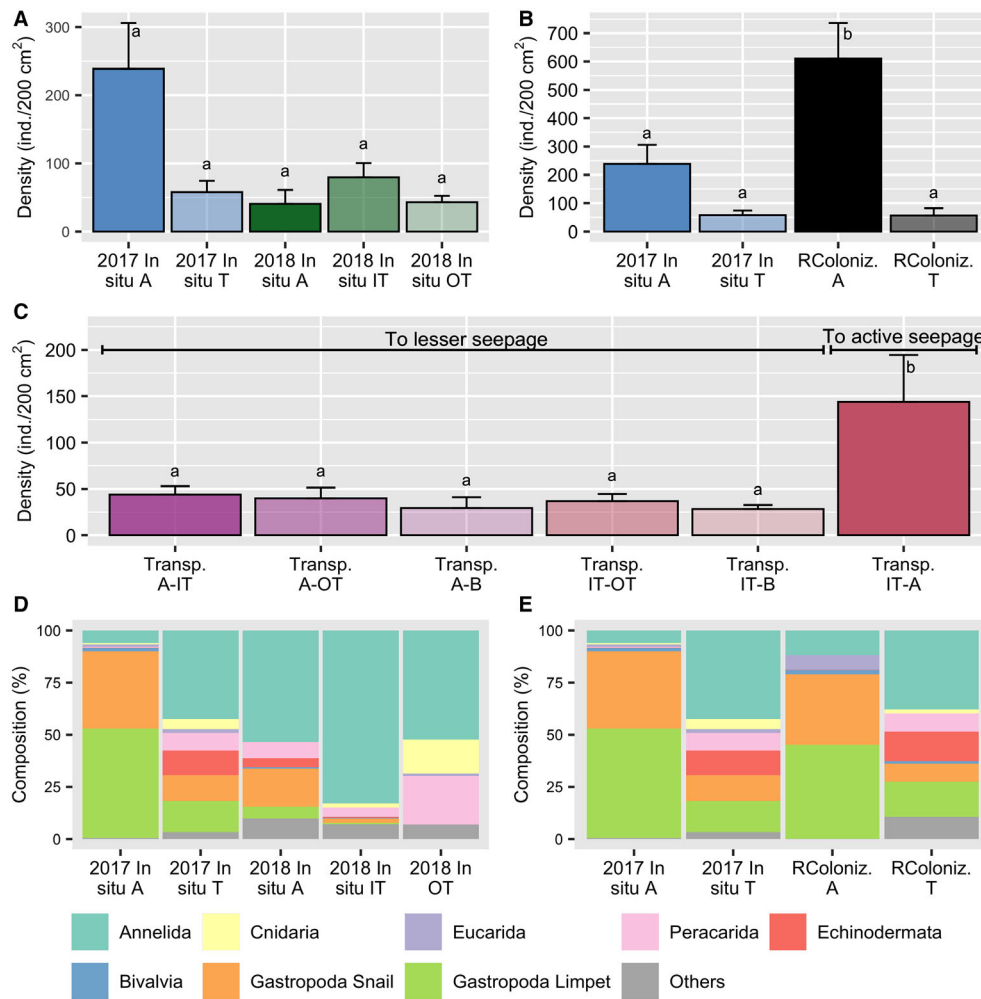 A
Density (ind./200 cm²)
300
200
100
0
a
a
a
a
a
2017 In situ A
2017 In situ T
2018 In situ A
2018 In situ IT
2018 In situ OT
B
Density (ind./200 cm²)
700
600
500
400
300
200
100
0
a
a
b
a
2017 In situ A
2017 In situ T
RColoniz. A
RColoniz. T
C
Density (ind./200 cm²)
200
150
100
50
0
To lesser seepage
To active seepage
a
a
a
a
a
b
Transp. A-IT
Transp. A-OT
Transp. A-B
Transp. IT-OT
Transp. IT-B
Transp. IT-A
D
Composition (%)
100
75
50
25
0
2017 In situ A
2017 In situ T
2018 In situ A
2018 In situ IT
2018 In OT
E
Composition (%)
100
75
50
25
0
2017 In situ A
2017 In situ T
RColoniz. A
RColoniz. T
Annelida
Cnidaria
Eucarida
Peracarida
Echinodermata
Bivalvia
Gastropoda Snail
Gastropoda Limpet
Others